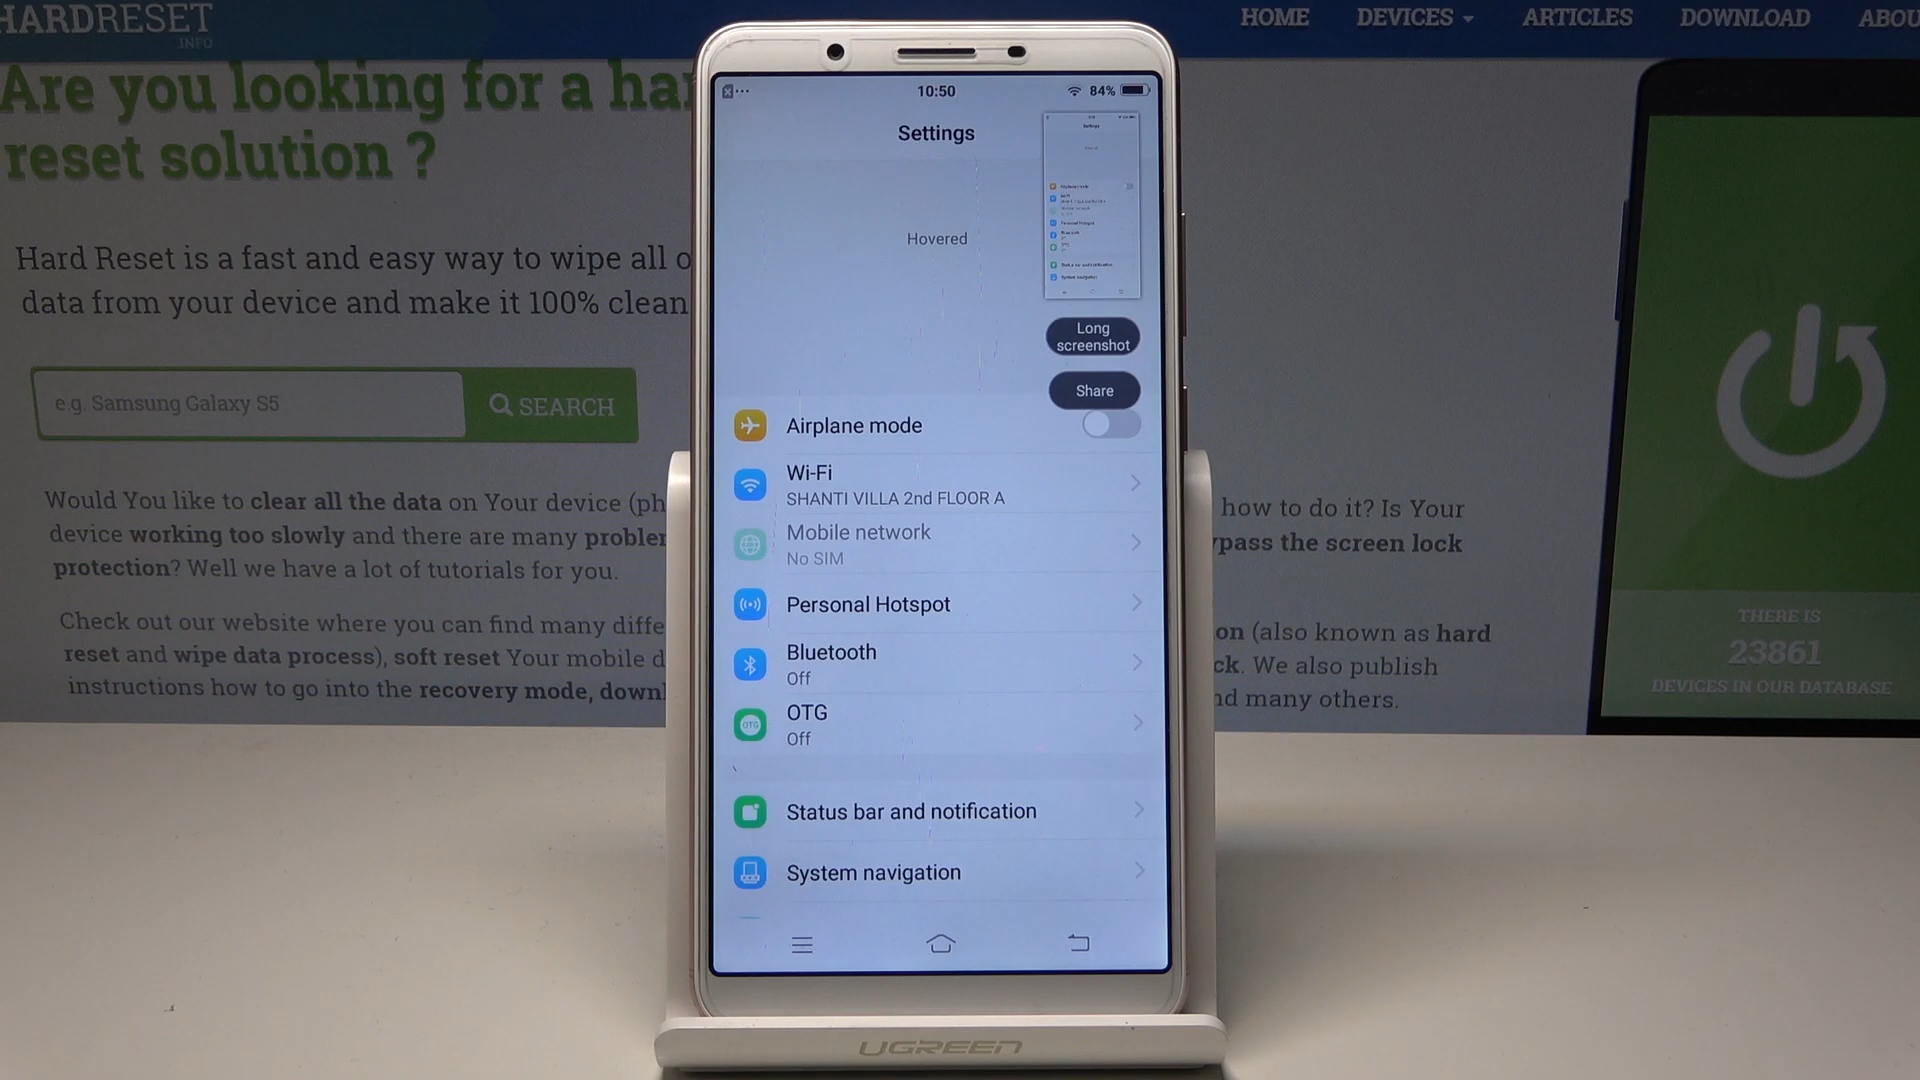 HARDRESET
.INFO
HOME DEVICES ARTICLES DOWNLOAD ABOU
Are you looking for a har
reset solution ?
Hard Reset is a fast and easy way to wipe all o
data from your device and make it 100% clean
e.g. Samsung Galaxy S5
SEARCH
Would You like to clear all the data on Your device (ph
device working too slowly and there are many probler
protection? Well we have a lot of tutorials for you.
Check out our website where you can find many diffe
reset and wipe data process), soft reset Your mobile d
instructions how to go into the recovery mode, downl
10:50
84%
Settings
Hovered
Long
screenshot
Share
Airplane mode
Wi-Fi
SHANTI VILLA 2nd FLOOR A
Mobile network
No SIM
Personal Hotspot
Bluetooth
Off
OTG
OTG
Off
Status bar and notification
System navigation
how to do it? Is Your
ypass the screen lock
on (also known as hard
ck. We also publish
nd many others.
THERE IS
23861
DEVICES IN OUR DATABASE
UGREEN